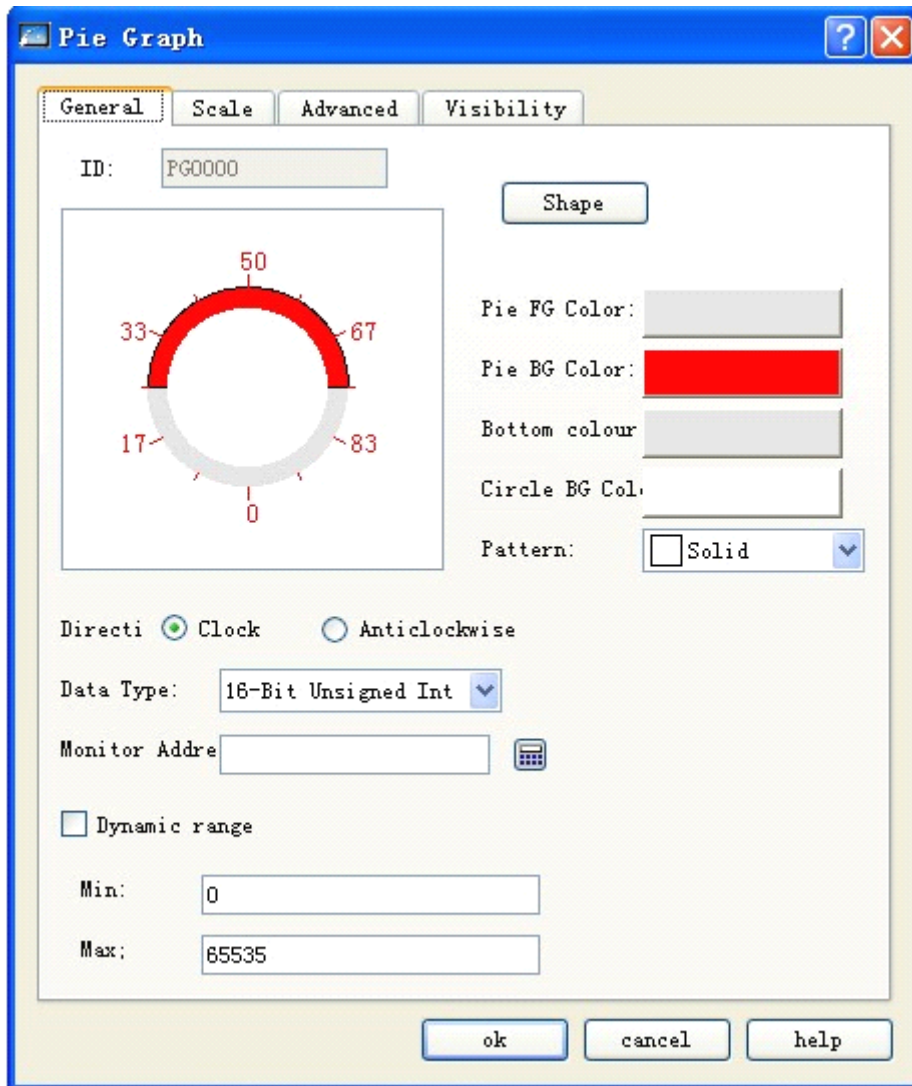 Pie Graph
General Scale Advanced Visibility
ID: PG0000
Shape
50
33 67
17 83
0
Pie FG Color:
Pie BG Color:
Bottom colour
Circle BG Col
Pattern: Solid
Directi Clock Anticlockwise
Data Type: 16-Bit Unsigned Int
Monitor Addre
Dynamic range
Min: 0
Max: 65535
ok cancel help